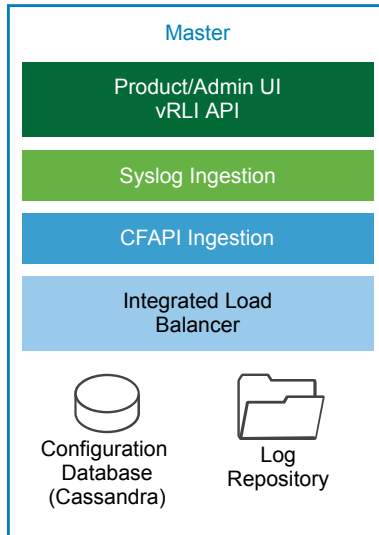 Master
Product/Admin UI
vRLI API
Syslog Ingestion
CFAPI Ingestion
Integrated Load
Balancer
Configuration
Database
(Cassandra)
Log
Repository